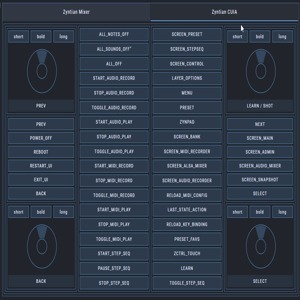 Zynlian Mixer
Zynlian CUIA
short bold long
PREV
PREV
POWER_OFF
REBOOT
RESTART_UI
EXIT_UI
BACK
short bold long
BACK
ALL_NOTES_OFF
ALL_SOUNDS_OFF
ALL_OFF
START_AUDIO_RECORD
STOP_AUDIO_RECORD
TOGGLE_AUDIO_RECORD
START_AUDIO_PLAY
STOP_AUDIO_PLAY
TOGGLE_AUDIO_PLAY
START_MIDI_RECORD
STOP_MIDI_RECORD
TOGGLE_MIDI_RECORD
START_MIDI_PLAY
STOP_MIDI_PLAY
TOGGLE_MIDI_PLAY
START_STEP_SEQ
PAUSE_STEP_SEQ
STOP_STEP_SEQ
SCREEN_PRESET
SCREEN_STEPSEQ
SCREEN_CONTROL
LAYER_OPTIONS
MENU
PRESET
ZYNPAD
SCREEN_BANK
SCREEN_MIDI_RECORDER
SCREEN_ALSA_MIXER
SCREEN_AUDIO_RECORDER
RELOAD_MIDI_CONFIG
LAST_STATE_ACTION
RELOAD_KEY_BINDING
PRESET_FAVS
ZCTRL_TOUCH
LEARN
TOGGLE_STEP_SEQ
short bold long
LEARN / SHOT
NEXT
SCREEN_MAIN
SCREEN_ADMIN
SCREEN_AUDIO_MIXER
SCREEN_SNAPSHOT
SELECT
short bold long
SELECT